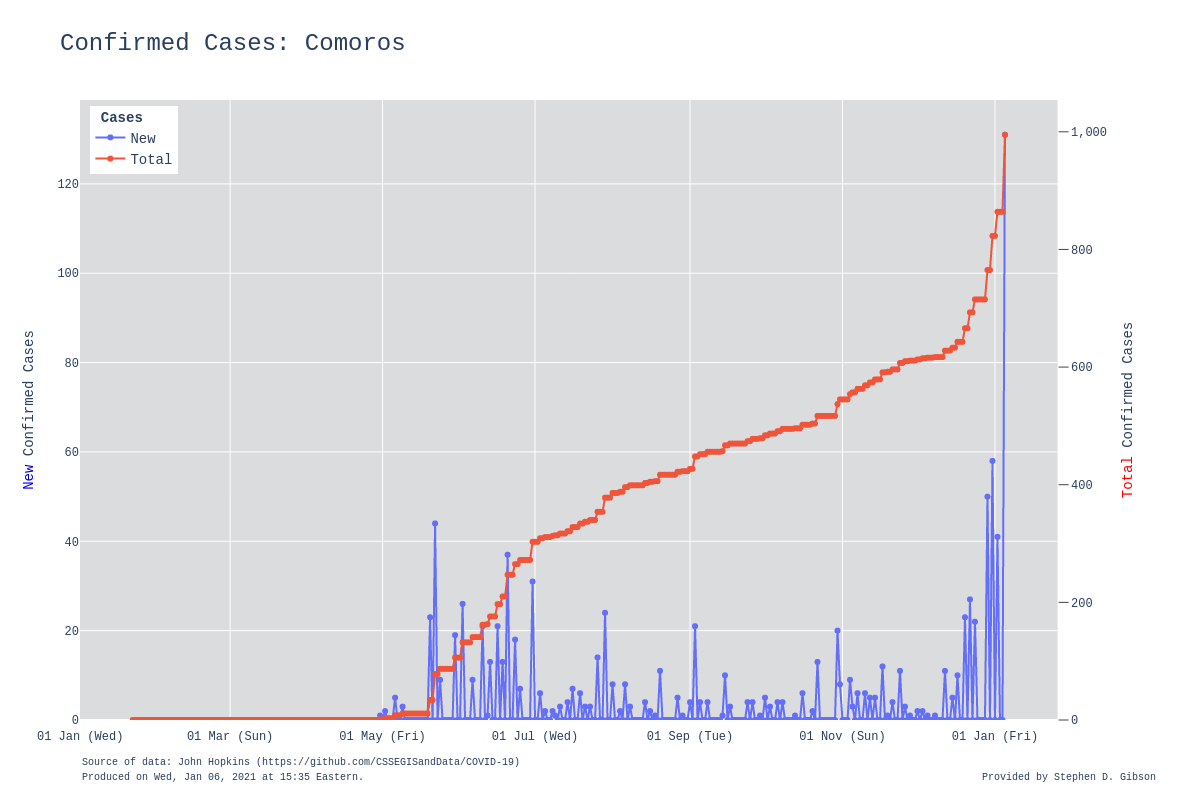 Confirmed Cases: Comoros
Cases
New
Total
120
100
80
60
40
20
0
1,000
800
600
400
200
0
New Confirmed Cases
Total Confirmed Cases
01 Jan (Wed)
01 Mar (Sun)
01 May (Fri)
01 Jul (Wed)
01 Sep (Tue)
01 Nov (Sun)
01 Jan (Fri)
Source of data: John Hopkins (https://github.com/CSSEGISandData/COVID-19)
Produced on Wed, Jan 06, 2021 at 15:35 Eastern.
Provided by Stephen D. Gibson